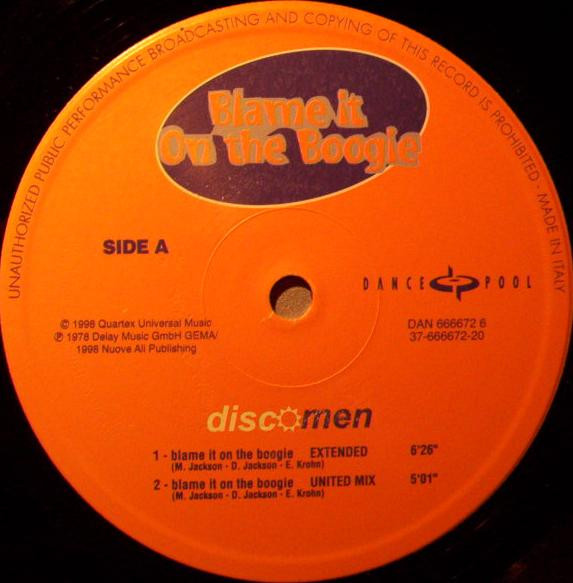 UNAUTHORIZED PUBLIC PERFORMANCE BROADCASTING AND COPYING OF THIS RECORD IS PROHIBITED - MADE IN ITALY
Blame it
On the Boogie
SIDE A
DANCE POOL
© 1998 Quartex Universal Music
℗ 1978 Delay Music GmbH GEMA/
1998 Nuove Ali Publishing
DAN 666672 6
37-666672-20
discomen
1 - blame it on the boogie EXTENDED 6'26"
(M. Jackson - D. Jackson - E. Krohn)
2 - blame it on the boogie UNITED MIX 5'01"
(M. Jackson - D. Jackson - E. Krohn)